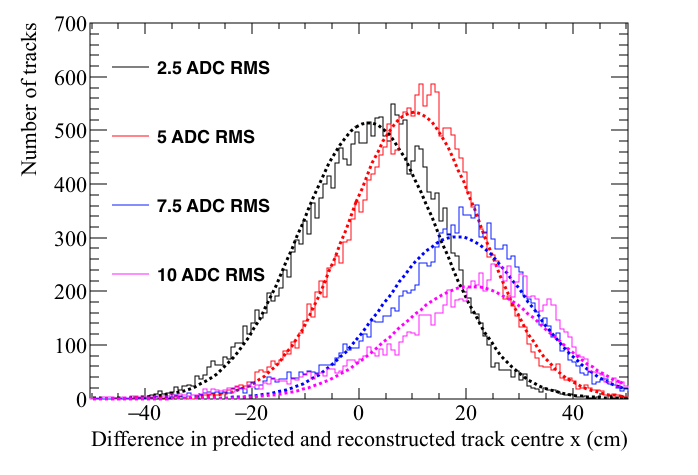 Number of tracks
700
600
500
400
300
200
100
0
2.5 ADC RMS
5 ADC RMS
7.5 ADC RMS
10 ADC RMS
−40 −20 0 20 40
Difference in predicted and reconstructed track centre x (cm)